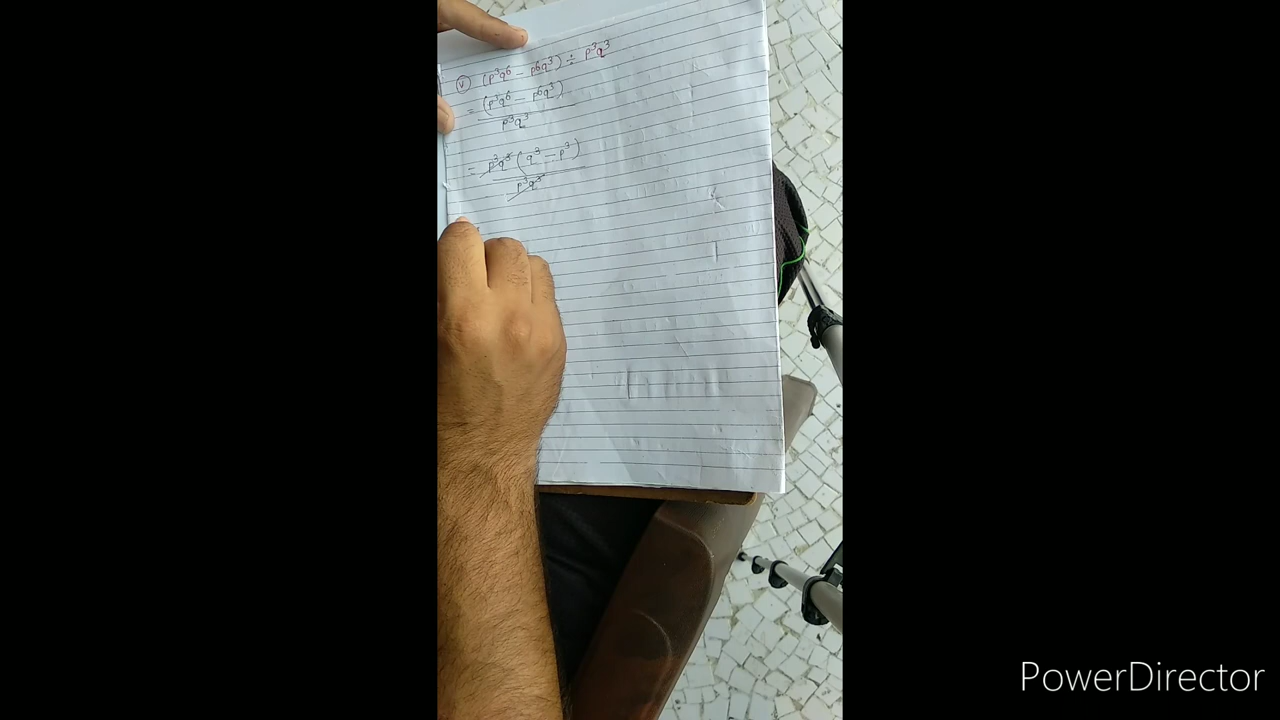 (v) (p³q⁶ – p⁶q³) ÷ p³q³
= (p³q⁶ – p⁶q³)
p³q³
= p³q³ (q³ – p³)
p³q³
PowerDirector